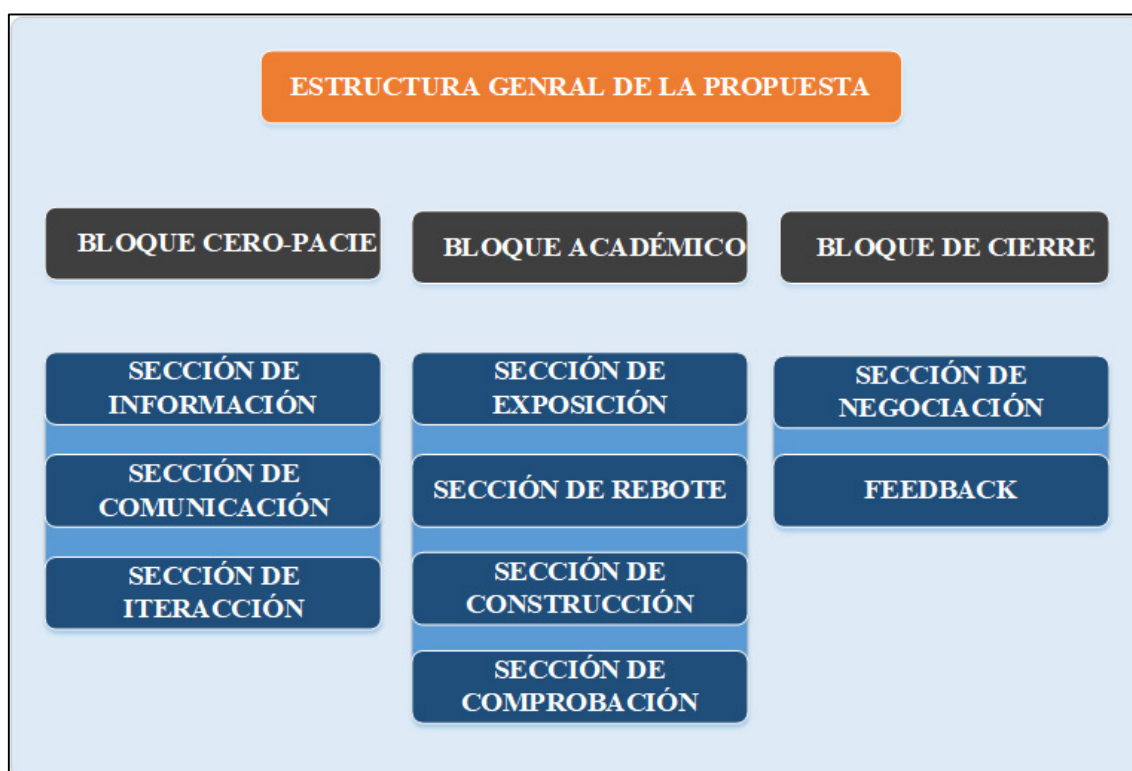 ESTRUCTURA GENRAL DE LA PROPUESTA
BLOQUE CERO-PACIE
SECCIÓN DE
INFORMACIÓN
SECCIÓN DE
COMUNICACIÓN
SECCIÓN DE
ITERACCIÓN
BLOQUE ACADÉMICO
SECCIÓN DE
EXPOSICIÓN
SECCIÓN DE REBOTE
SECCIÓN DE
CONSTRUCCIÓN
SECCIÓN DE
COMPROBACIÓN
BLOQUE DE CIERRE
SECCIÓN DE
NEGOCIACIÓN
FEEDBACK